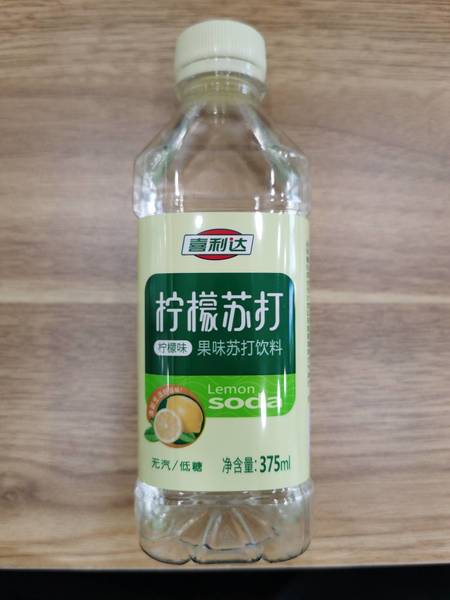 喜利达
柠檬苏打
柠檬味 果味苏打饮料
Lemon
soda
无汽/低糖 净含量:375ml